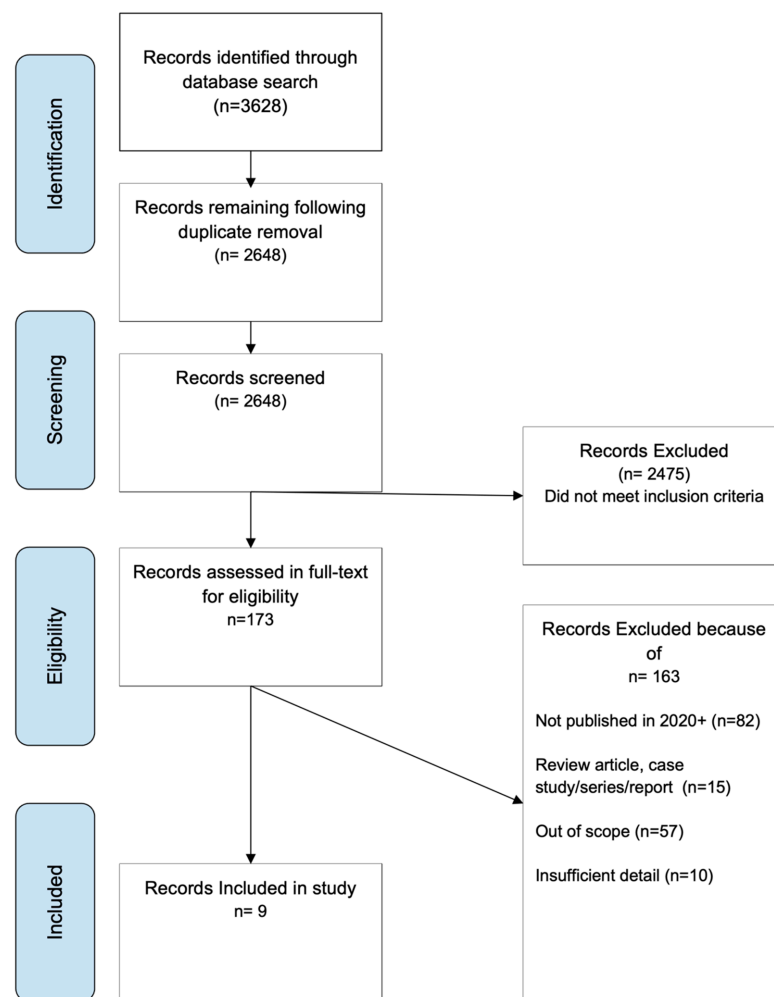 Identification
Records identified through
database search
(n=3628)
Records remaining following
duplicate removal
(n= 2648)
Screening
Records screened
(n= 2648)
Records Excluded
(n= 2475)
Did not meet inclusion criteria
Eligibility
Records assessed in full-text
for eligibility
n=173
Records Excluded because
of
n= 163
Not published in 2020+ (n=82)
Review article, case
study/series/report (n=15)
Out of scope (n=57)
Insufficient detail (n=10)
Included
Records Included in study
n= 9